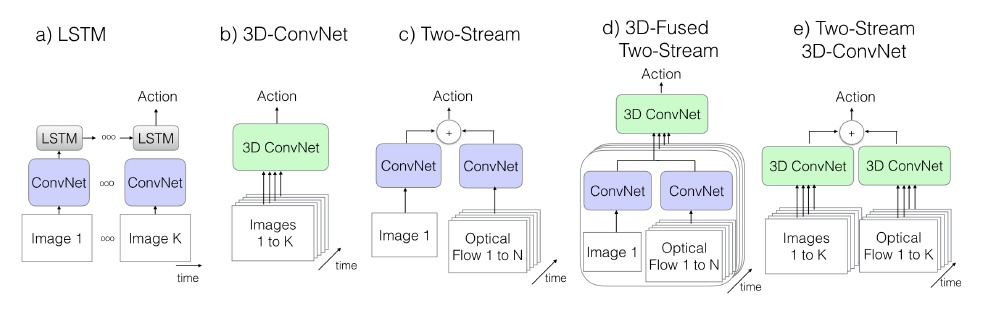 a) LSTM
Action
LSTM
ooo
LSTM
ConvNet
ooo
ConvNet
Image 1
ooo
Image K
time
b) 3D-ConvNet
Action
3D ConvNet
Images
1 to K
time
c) Two-Stream
Action
+
ConvNet
ConvNet
Image 1
Optical
Flow 1 to N
time
d) 3D-Fused
Two-Stream
Action
3D ConvNet
ConvNet
ConvNet
Image 1
Optical
Flow 1 to N
time
e) Two-Stream
3D-ConvNet
Action
+
3D ConvNet
3D ConvNet
Images
1 to K
Optical
Flow 1 to K
time